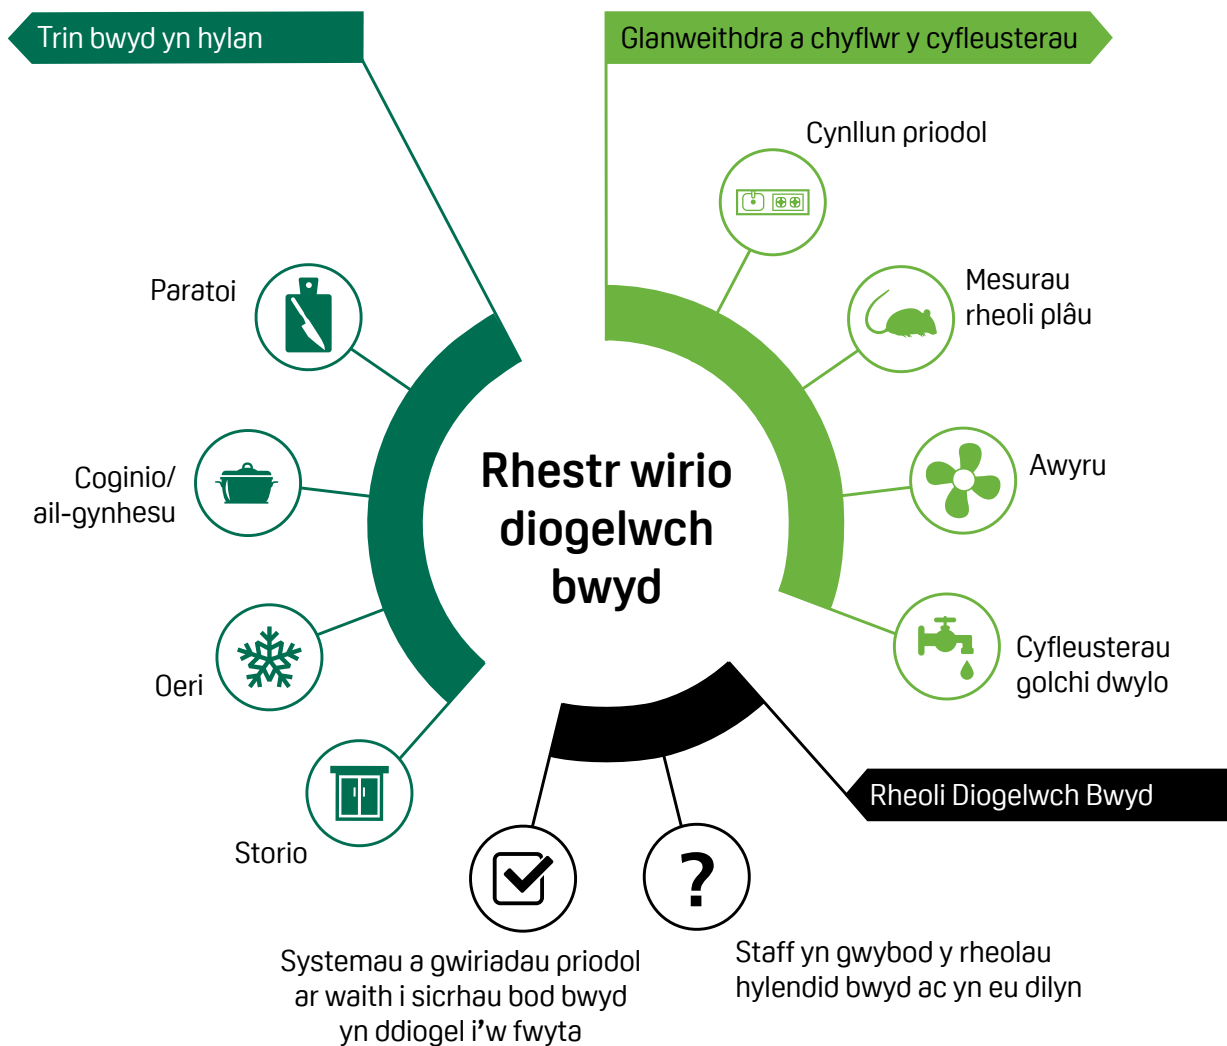 Trin bwyd yn hylan
Paratoi
Coginio/
ail-gynhesu
Oeri
Storio
Rhestr wirio
diogelwch
bwyd
Glanweithdra a chyflwr y cyfleusterau
Cynllun priodol
Mesurau
rheoli plâu
Awyru
Cyfleusterau
golchi dwylo
Rheoli Diogelwch Bwyd
?
Systemau a gwiriadau priodol
ar waith i sicrhau bod bwyd
yn ddiogel i'w fwyta
Staff yn gwybod y rheolau
hylendid bwyd ac yn eu dilyn